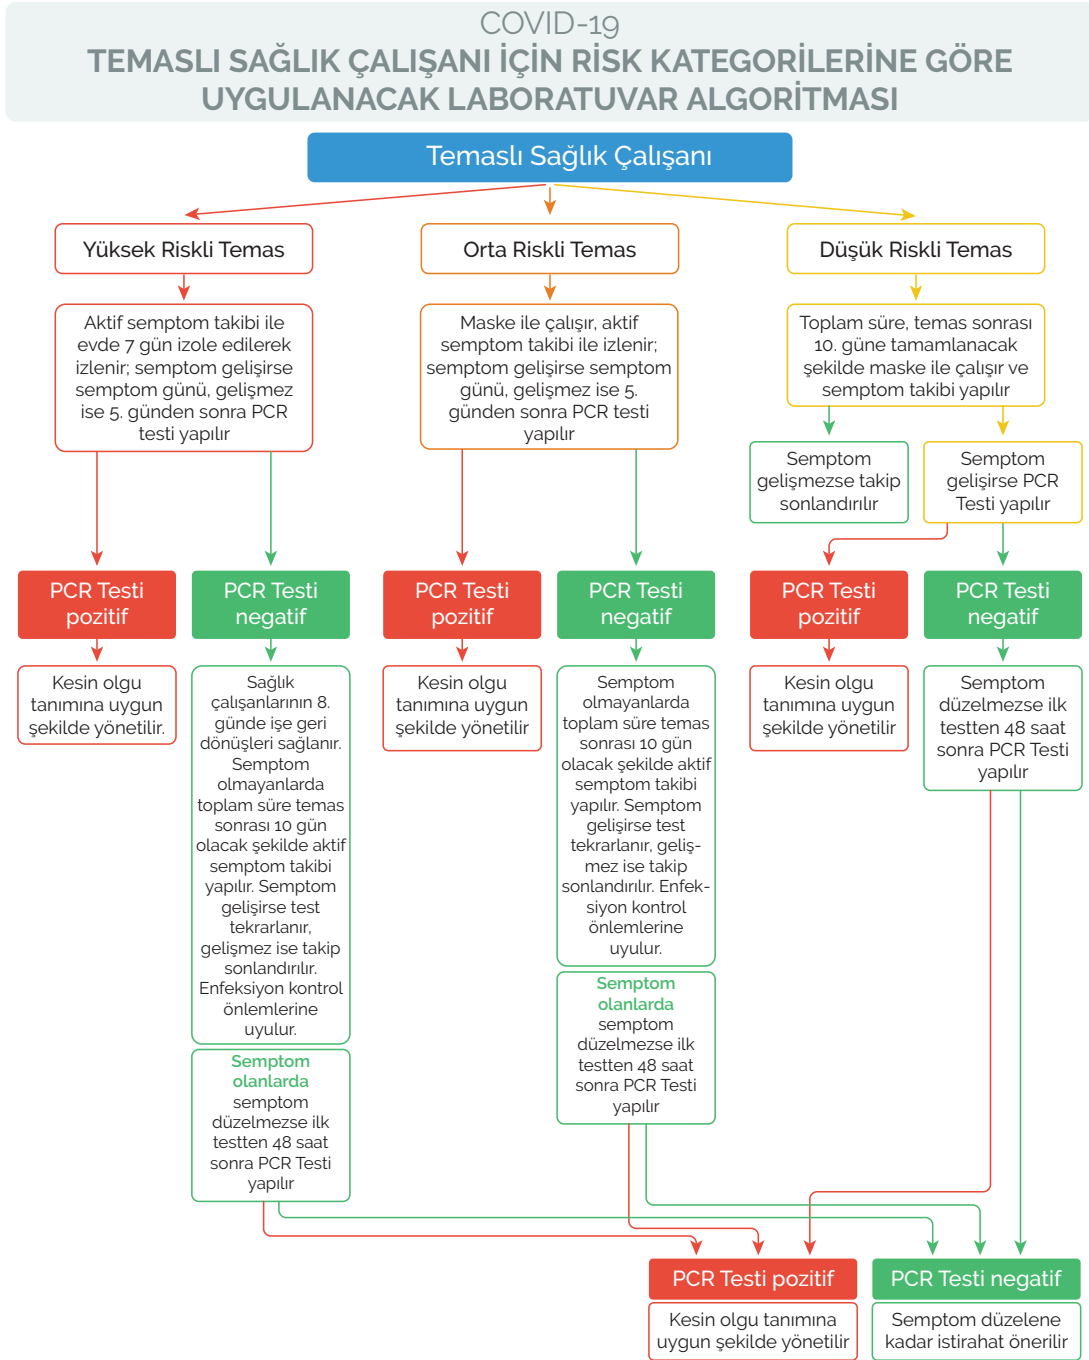 COVID-19
TEMASLI SAĞLIK ÇALIŞANI İÇİN RİSK KATEGORİLERİNE GÖRE
UYGULANACAK LABORATUVAR ALGORİTMASI
Temaslı Sağlık Çalışanı
Yüksek Riskli Temas
Orta Riskli Temas
Düşük Riskli Temas
Aktif semptom takibi ile
evde 7 gün izole edilerek
izlenir; semptom gelişirse
semptom günü, gelişmez
ise 5. günden sonra PCR
testi yapılır
Maske ile çalışır, aktif
semptom takibi ile izlenir;
semptom gelişirse semptom
günü, gelişmez ise 5.
günden sonra PCR testi
yapılır
Toplam süre, temas sonrası
10. güne tamamlanacak
şekilde maske ile çalışır ve
semptom takibi yapılır
Semptom
gelişmezse takip
sonlandırılır
Semptom
gelişirse PCR
Testi yapılır
PCR Testi
pozitif
PCR Testi
negatif
PCR Testi
pozitif
PCR Testi
negatif
PCR Testi
pozitif
PCR Testi
negatif
Kesin olgu
tanımına uygun
şekilde yönetilir.
Sağlık
çalışanlarının 8.
günde işe geri
dönüşleri sağlanır.
Semptom
olmayanlarda
toplam süre temas
sonrası 10 gün
olacak şekilde aktif
semptom takibi
yapılır. Semptom
gelişirse test
tekrarlanır,
gelişmez ise takip
sonlandırılır.
Enfeksiyon kontrol
önlemlerine
uyulur.
Semptom
olanlarda
semptom
düzelmezse ilk
testten 48 saat
sonra PCR Testi
yapılır
Kesin olgu
tanımına uygun
şekilde yönetilir
Semptom
olmayanlarda
toplam süre temas
sonrası 10 gün
olacak şekilde aktif
semptom takibi
yapılır. Semptom
gelişirse test
tekrarlanır, geliş-
mez ise takip
sonlandırılır. Enfek-
siyon kontrol
önlemlerine
uyulur.
Semptom
olanlarda
semptom
düzelmezse ilk
testten 48 saat
sonra PCR Testi
yapılır
Kesin olgu
tanımına uygun
şekilde yönetilir
Semptom
düzelmezse ilk
testten 48 saat
sonra PCR Testi
yapılır
PCR Testi pozitif
Kesin olgu tanımına
uygun şekilde yönetilir
PCR Testi negatif
Semptom düzelene
kadar istirahat önerilir